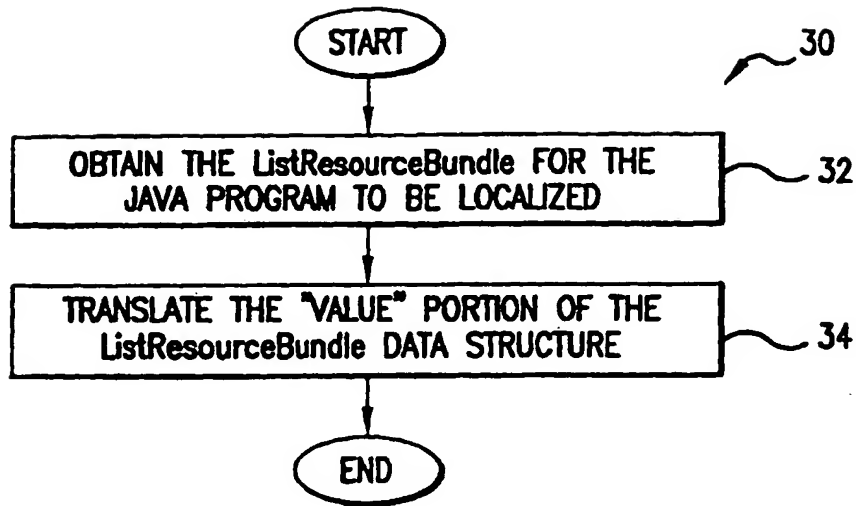 START
30
OBTAIN THE ListResourceBundle FOR THE
JAVA PROGRAM TO BE LOCALIZED
32
TRANSLATE THE "VALUE" PORTION OF THE
ListResourceBundle DATA STRUCTURE
34
END